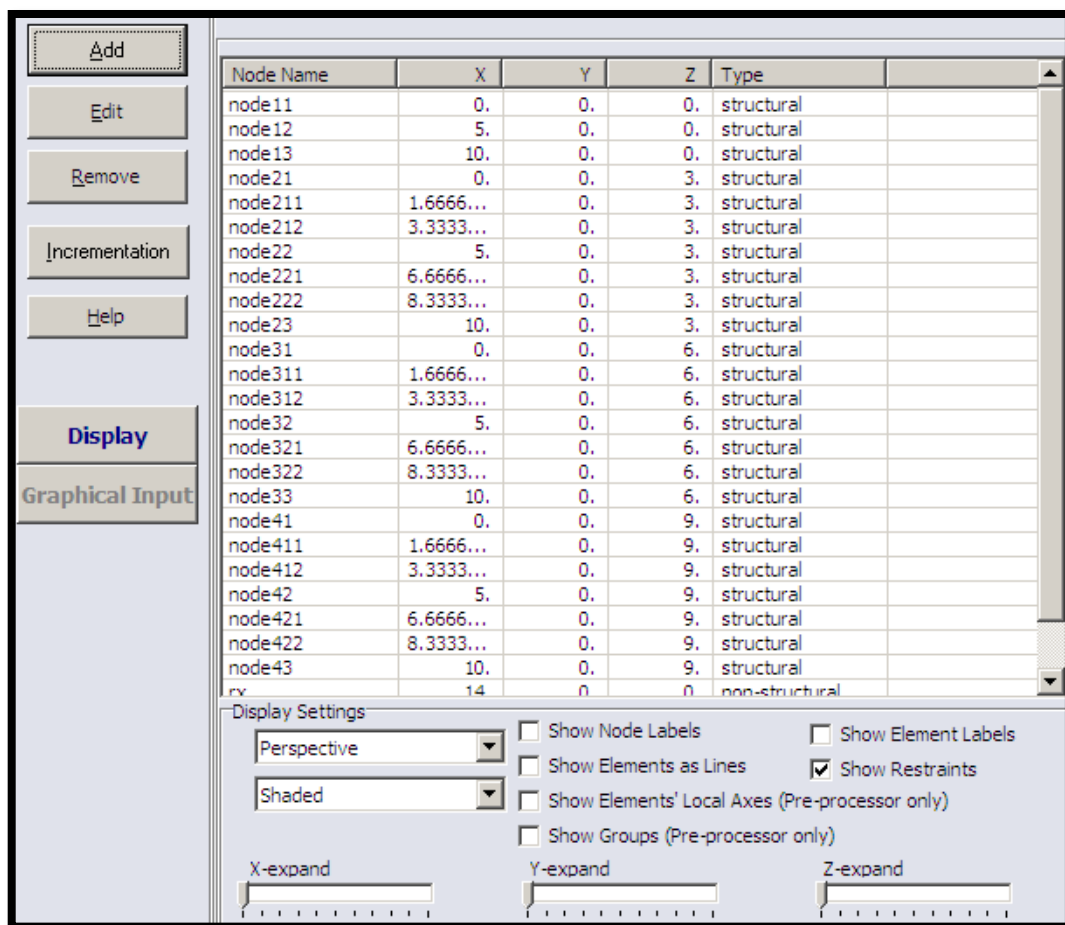 Add
Edit
Remove
Incrementation
Help
Display
Graphical Input
Node Name X Y Z Type
node11 0. 0. 0. structural
node12 5. 0. 0. structural
node13 10. 0. 0. structural
node21 0. 0. 3. structural
node211 1.6666... 0. 3. structural
node212 3.3333... 0. 3. structural
node22 5. 0. 3. structural
node221 6.6666... 0. 3. structural
node222 8.3333... 0. 3. structural
node23 10. 0. 3. structural
node31 0. 0. 6. structural
node311 1.6666... 0. 6. structural
node312 3.3333... 0. 6. structural
node32 5. 0. 6. structural
node321 6.6666... 0. 6. structural
node322 8.3333... 0. 6. structural
node33 10. 0. 6. structural
node41 0. 0. 9. structural
node411 1.6666... 0. 9. structural
node412 3.3333... 0. 9. structural
node42 5. 0. 9. structural
node421 6.6666... 0. 9. structural
node422 8.3333... 0. 9. structural
node43 10. 0. 9. structural
rx 14 0 0 non-structural
Display Settings
Perspective
Shaded
Show Node Labels
Show Element Labels
Show Elements as Lines
Show Restraints
Show Elements' Local Axes (Pre-processor only)
Show Groups (Pre-processor only)
X-expand
Y-expand
Z-expand